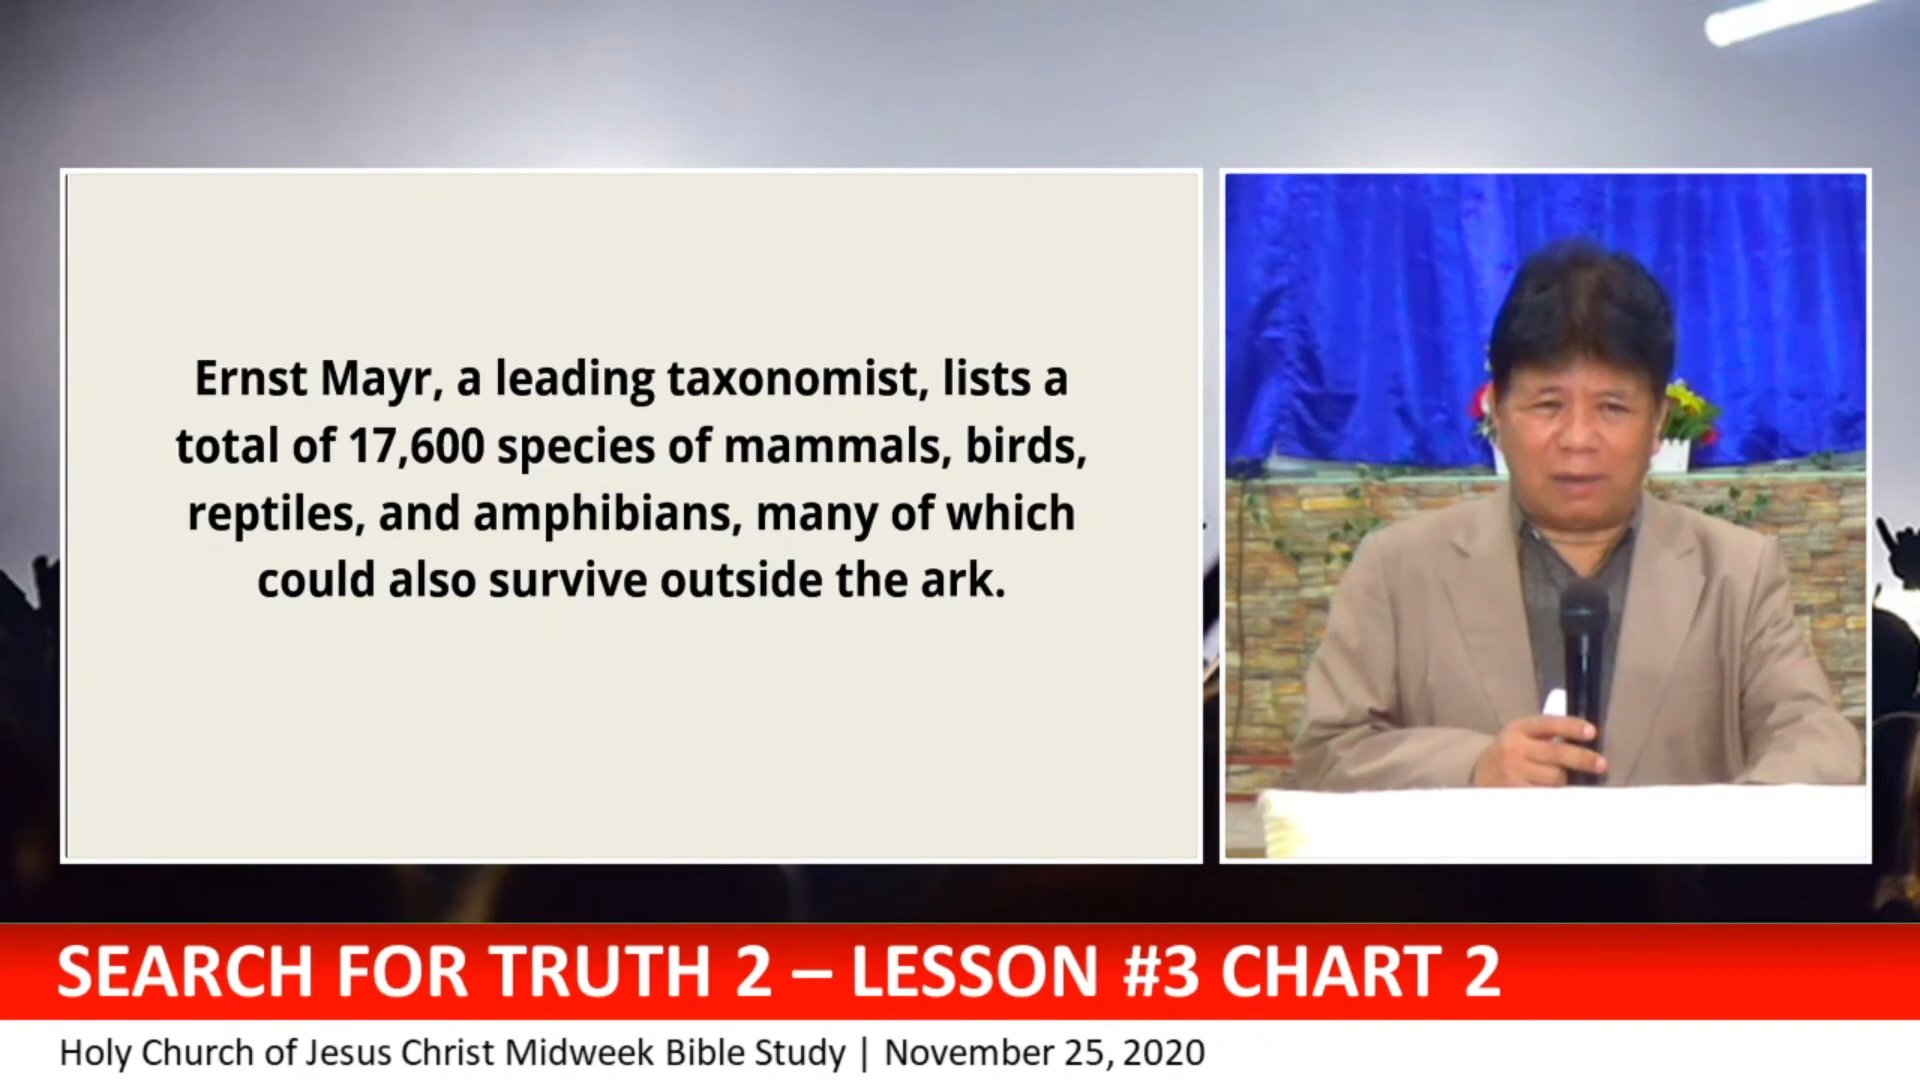 Ernst Mayr, a leading taxonomist, lists a
total of 17,600 species of mammals, birds,
reptiles, and amphibians, many of which
could also survive outside the ark.
SEARCH FOR TRUTH 2 – LESSON #3 CHART 2
Holy Church of Jesus Christ Midweek Bible Study | November 25, 2020